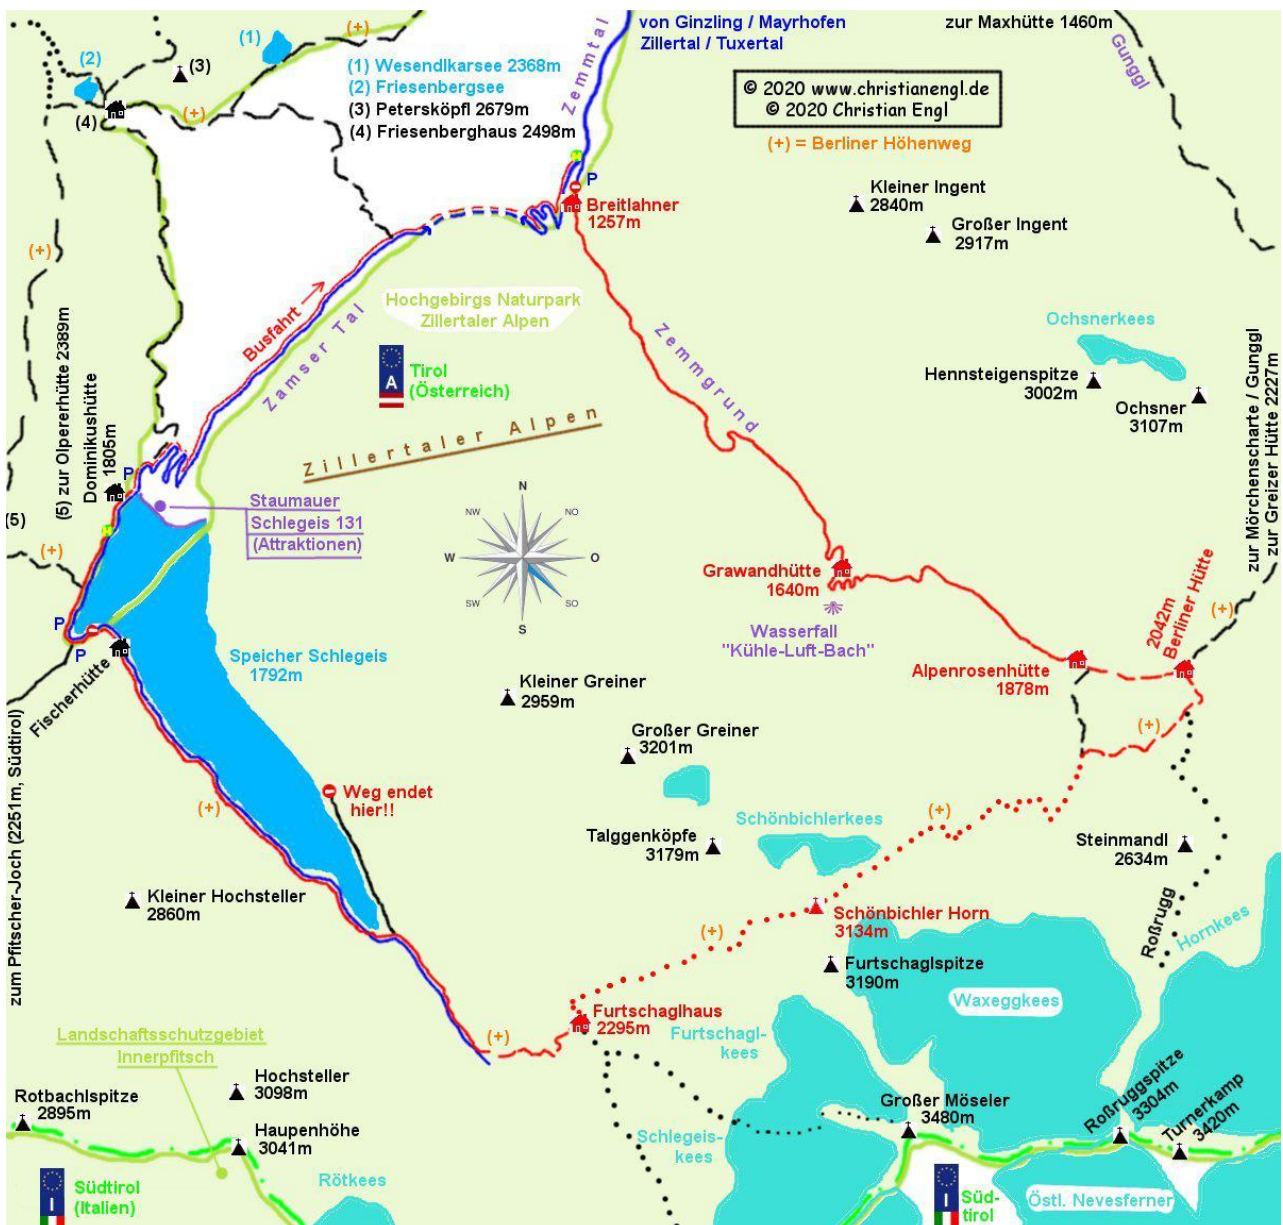 von Ginzling / Mayrhofen
Zillertal / Tuxertal
zur Maxhütte 1460m
Gunggl
(+)
(1)
(2)
(3)
(4)
(+)
(1) Wesendlkarsee 2368m
(2) Friesenbergsee
(3) Petersköpfl 2679m
(4) Friesenberghaus 2498m
Zemmtal
© 2020 www.christianengl.de
© 2020 Christian Engl
(+) = Berliner Höhenweg
P
Breitlahner
1257m
Kleiner Ingent
2840m
Großer Ingent
2917m
(+)
Hochgebirgs Naturpark
Zillertaler Alpen
Busfahrt
Zamser Tal
Zemmgrund
Ochsnerkees
A
Tirol
(Österreich)
Hennsteigenspitze
3002m
Ochsner
3107m
(5) zur Olpererhütte 2389m
Dominikushütte
1805m
P
Zillertaler Alpen
zur Mörchenscharte / Gunggl
zur Greizer Hütte 2227m
Staumauer
Schlegeis 131
(Attraktionen)
N
NW
NO
W
O
SW
SO
S
(5)
(+)
Grawandhütte
1640m
Wasserfall
"Kühle-Luft-Bach"
2042m
Berliner Hütte
(+)
P
P
Fischerhütte
Speicher Schlegeis
1792m
Alpenrosenhütte
1878m
Kleiner Greiner
2959m
(+)
Großer Greiner
3201m
zum Pfitscher-Joch (2251m, Südtirol)
Weg endet
hier!!
(+)
(+)
Schönbichlerkees
Talggenköpfe
3179m
Steinmandl
2634m
Kleiner Hochsteller
2860m
Schönbichler Horn
3134m
(+)
Roßrugg
Hornkees
Furtschaglspitze
3190m
Waxeggkees
Furtschaglhaus
2295m
(+)
Furtschagl-
kees
Landschaftsschutzgebiet
Innerpfitsch
Hochsteller
3098m
Rotbachlspitze
2895m
Haupenhöhe
3041m
Großer Möseler
3480m
Roßruggspitze
3304m
Turnerkamp
3420m
Schlegeis-
kees
Rötkees
I
Südtirol
(Italien)
I
Süd-
tirol
Östl. Nevesferner